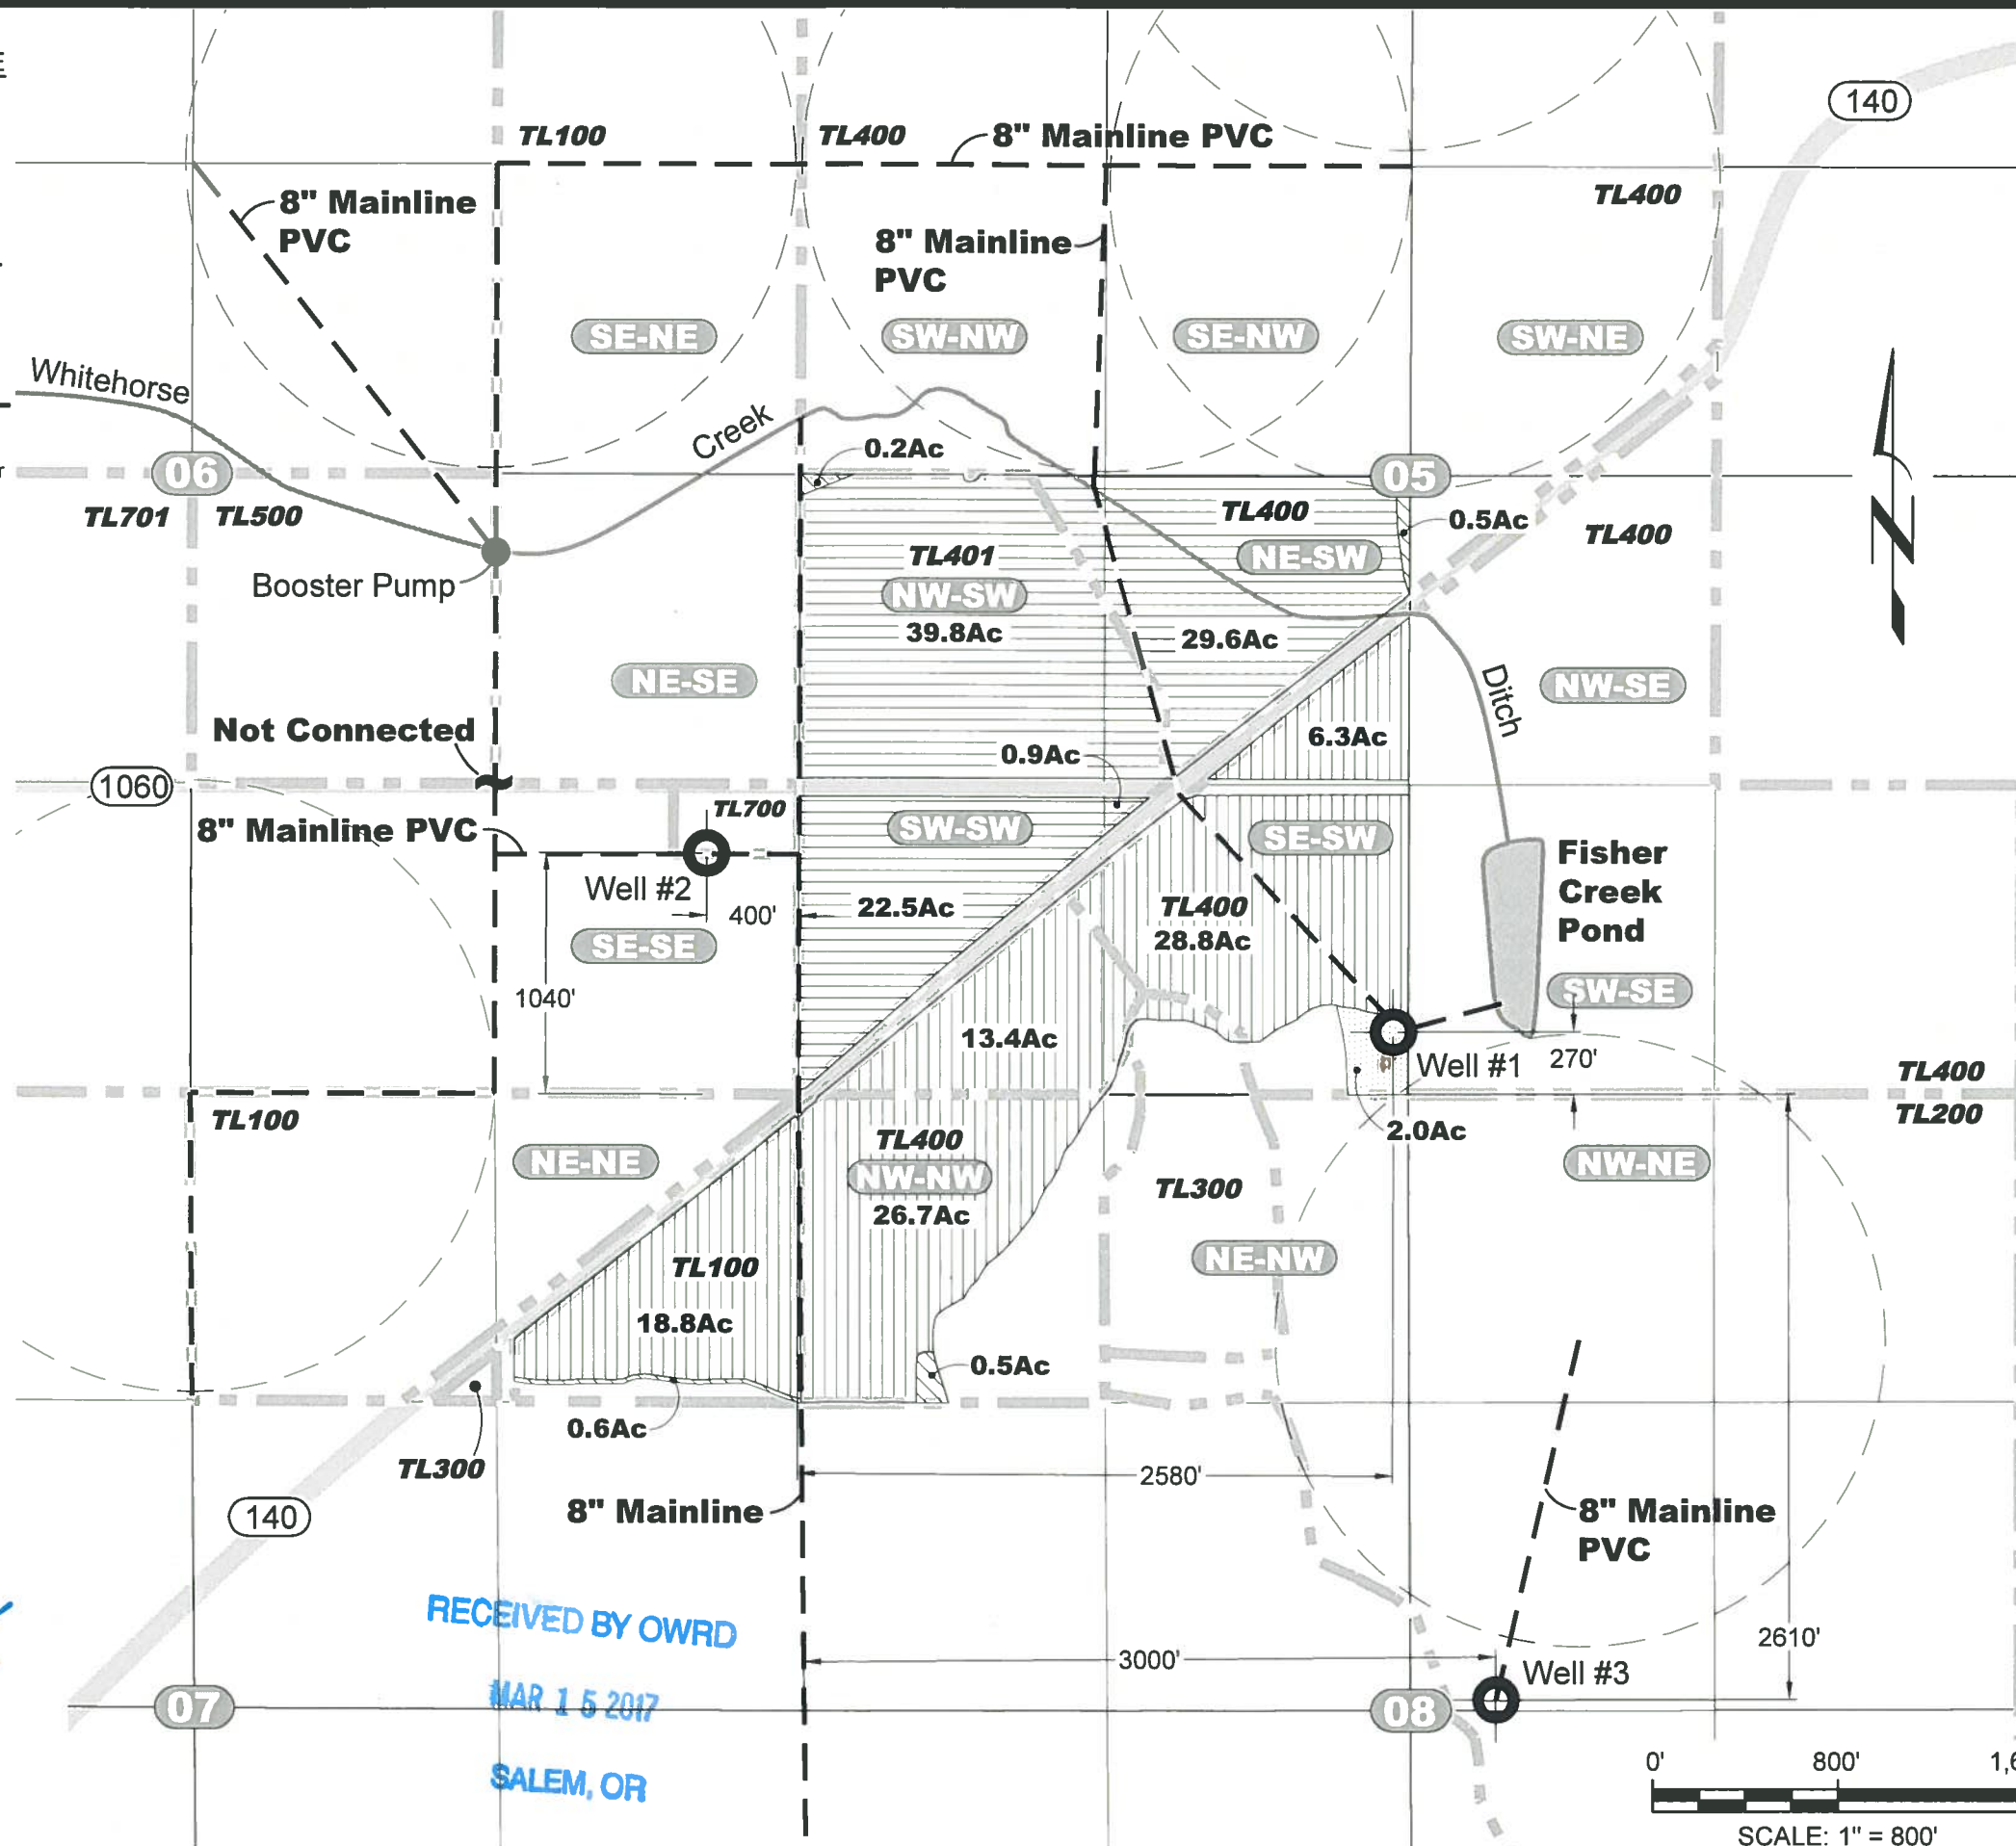 E
140
TL100
TL400
8" Mainline PVC
TL400
8" Mainline
PVC
8" Mainline
PVC
SE-NE
SW-NW
SE-NW
SW-NE
Whitehorse
Creek
0.2Ac
06
05
TL701
TL500
TL400
0.5Ac
TL400
TL401
NE-SW
Booster Pump
NW-SW
39.8Ac
29.6Ac
NE-SE
NW-SE
Ditch
N
Not Connected
6.3Ac
0.9Ac
1060
TL700
8" Mainline PVC
SW-SW
SE-SW
Fisher
Creek
Pond
Well #2
400'
22.5Ac
TL400
28.8Ac
SE-SE
SW-SE
1040'
13.4Ac
Well #1
270'
TL400
TL200
TL100
2.0Ac
TL400
NE-NE
NW-NW
NW-NE
26.7Ac
TL300
NE-NW
TL100
18.8Ac
0.5Ac
0.6Ac
TL300
2580'
140
8" Mainline
8" Mainline
PVC
RECEIVED BY OWRD
2610'
3000'
Well #3
MAR 15 2017
07
08
SALEM, OR
0'
800'
SCALE: 1" = 800'